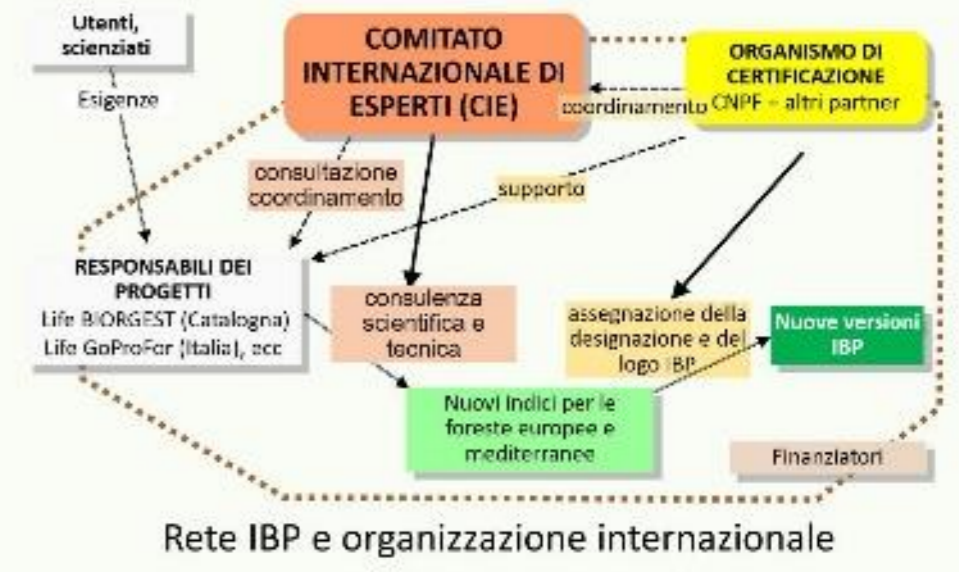 Utenti,
scienziati
Esigenze
COMITATO
INTERNAZIONALE DI
ESPERTI (CIE)
ORGANISMO DI
CERTIFICAZIONE
CNPF – altri partner
coordinamento
consultazione
coordinamento
supporto
RESPONSABILI DEI
PROGETTI
Life BIORGEST (Catalogna)
Life GoProFor (Italia), ecc
consulenza
scientifica e
tecnica
assegnazione della
designazione e del
logo IBP
Nuove versioni
IBP
Nuovi indici per le
foreste europee e
mediterranee
Finanziatori
Rete IBP e organizzazione internazionale